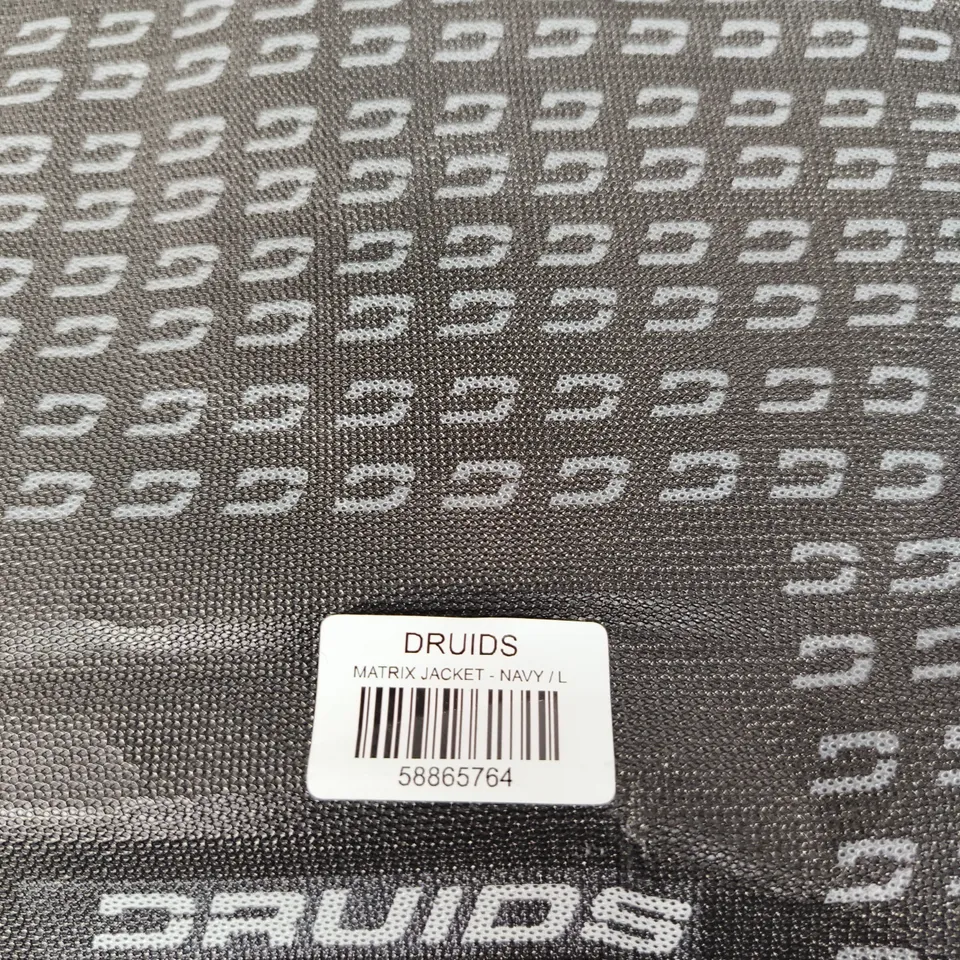 DRUIDS
MATRIX JACKET - NAVY / L
58865764
DRUIDS